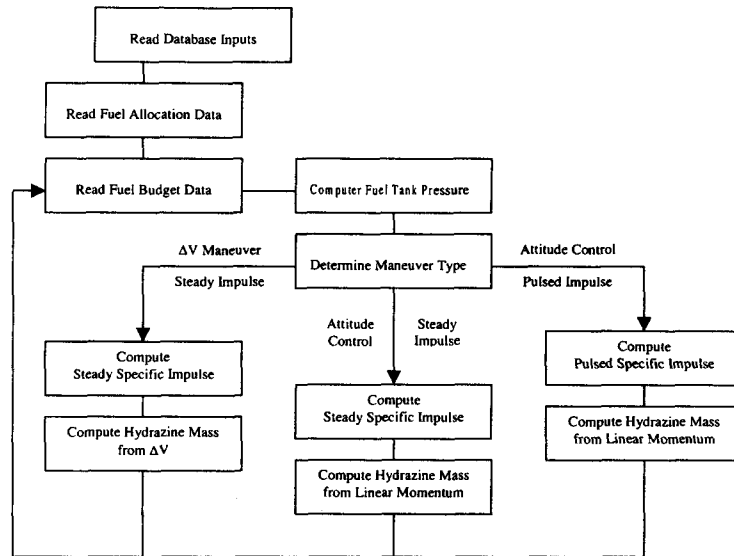 Read Database Inputs
Read Fuel Allocation Data
Read Fuel Budget Data
Computer Fuel Tank Pressure
ΔV Maneuver
Steady Impulse
Determine Maneuver Type
Attitude Control
Pulsed Impulse
Attitude
Control
Steady
Impulse
Compute
Steady Specific Impulse
Compute
Pulsed Specific Impulse
Compute
Steady Specific Impulse
Compute Hydrazine Mass
from ΔV
Compute Hydrazine Mass
from Linear Momentum
Compute Hydrazine Mass
from Linear Momentum